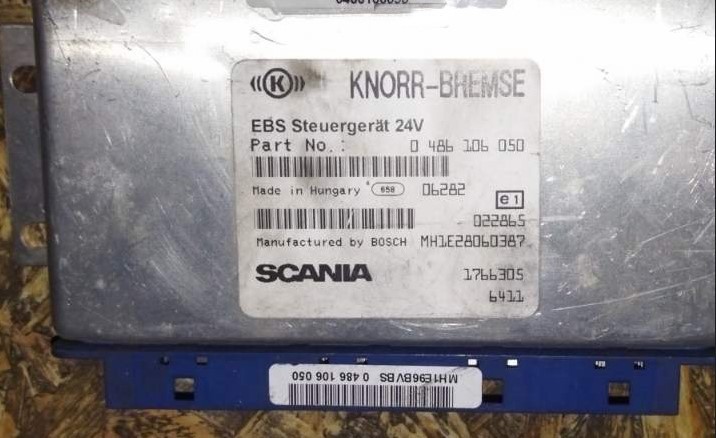 KNORR-BREMSE
EBS Steuergerät 24V
Part No.: 0 486 106 050
Made in Hungary 658 06282
e1
022865
Manufactured by BOSCH MH1E28060387
SCANIA 1766305
6411
MH1E96BVBS 0 486 106 050